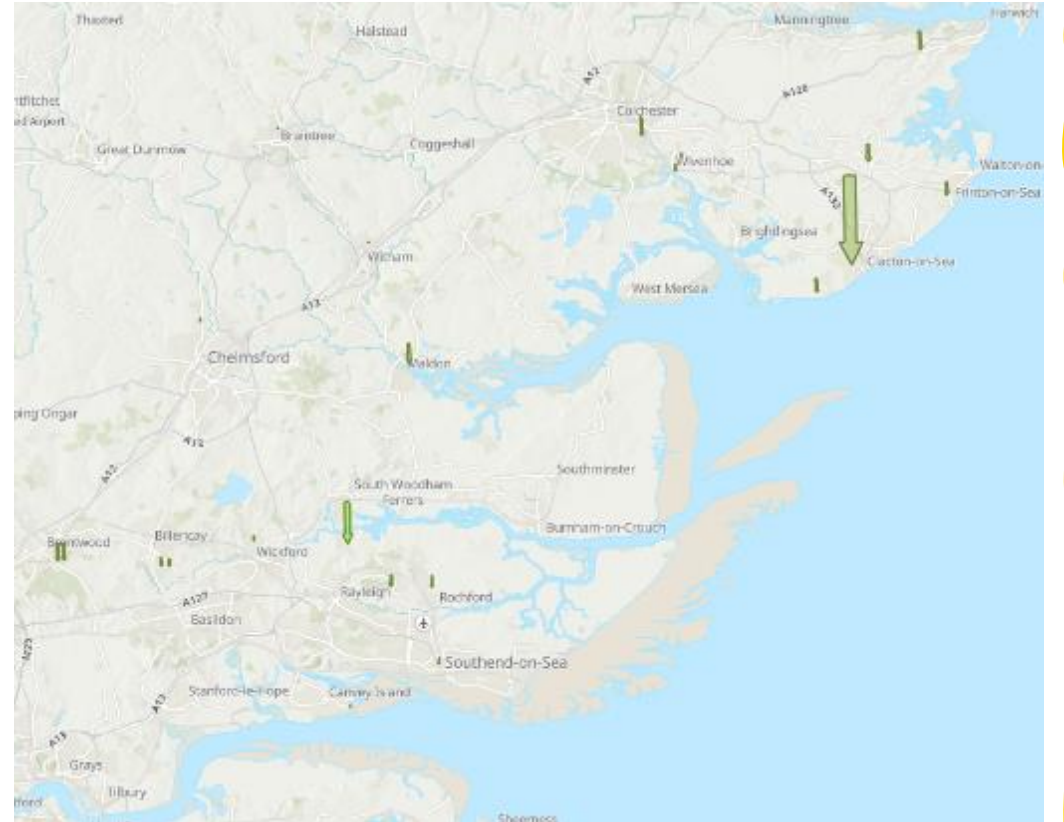 Thaxted
Halstead
Manningtree
Harwich
A12
A120
ntfitchet
ed Airport
Colchester
Braintree
Coggeshall
Great Dunmow
Wivenhoe
Walton-on-
A133
Frinton-on-Sea
Brightlingsea
Witham
Clacton-on-Sea
West Mersea
A12
Chelmsford
Maldon
ping Ongar
A12
A12
Southminster
South Woodham
Ferrers
Burnham-on-Crouch
Brentwood
Billericay
Wickford
Rayleigh
Rochford
A127
Basildon
M25
Southend-on-Sea
Stanford-le-Hope
Canvey Island
A13
A13
Grays
Tilbury
tford
Sheerness